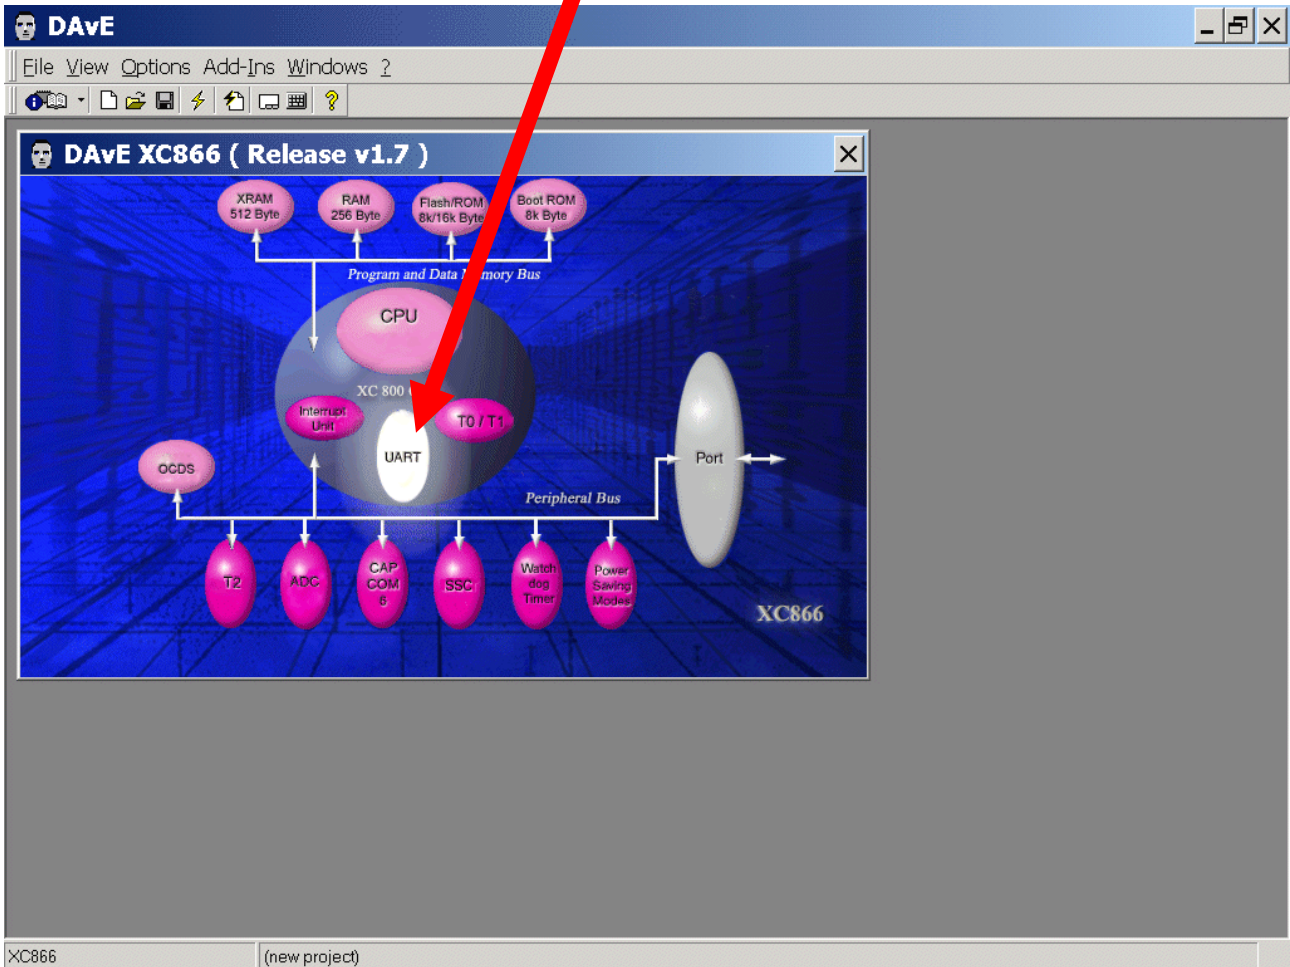 DAvE
File View Options Add-Ins Windows ?
DAvE XC866 ( Release v1.7 )
XRAM
512 Byte
RAM
256 Byte
Flash/ROM
8k/16k Byte
Boot ROM
8k Byte
Program and Data Memory Bus
CPU
XC 800
Interrupt
Unit
T0 / T1
UART
OCDS
Port
Peripheral Bus
T2
ADC
CAP
COM
6
SSC
Watch
dog
Timer
Power
Saving
Modes
XC866
XC866
(new project)